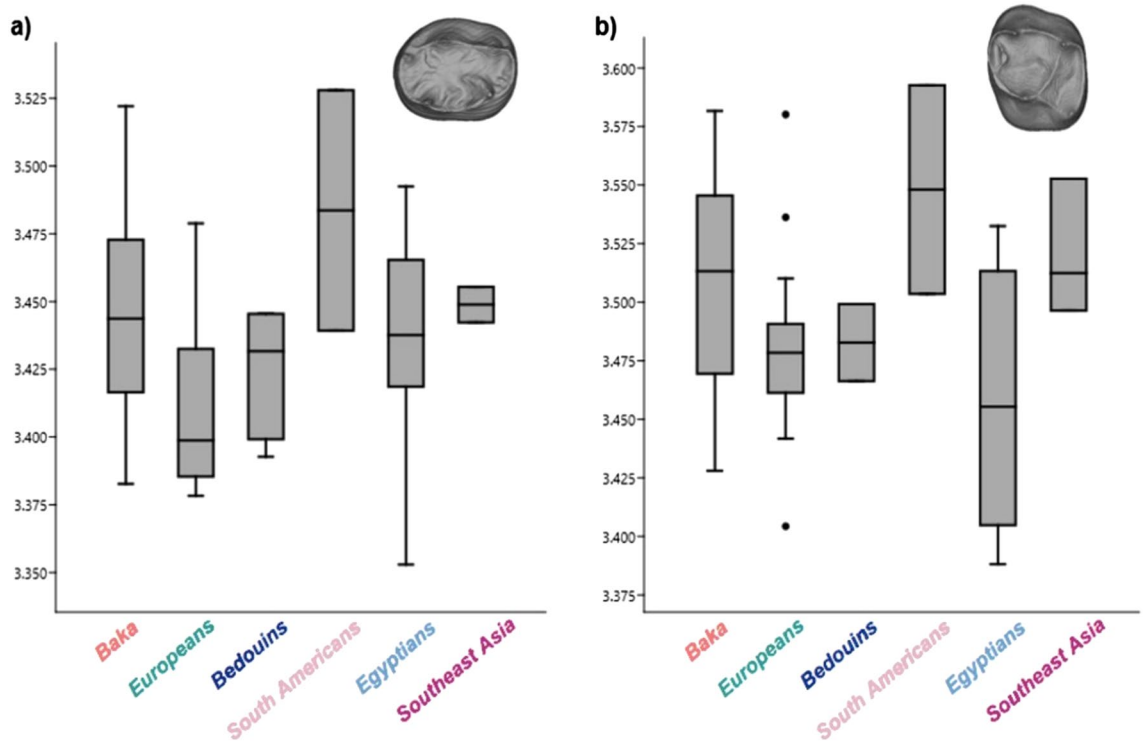 a)
3.525
3.500
3.475
3.450
3.425
3.400
3.375
3.350
Baka
Europeans
Bedouins
South Americans
Egyptians
Southeast Asia
b)
3.600
3.575
3.550
3.525
3.500
3.475
3.450
3.425
3.400
3.375
Baka
Europeans
Bedouins
South Americans
Egyptians
Southeast Asia